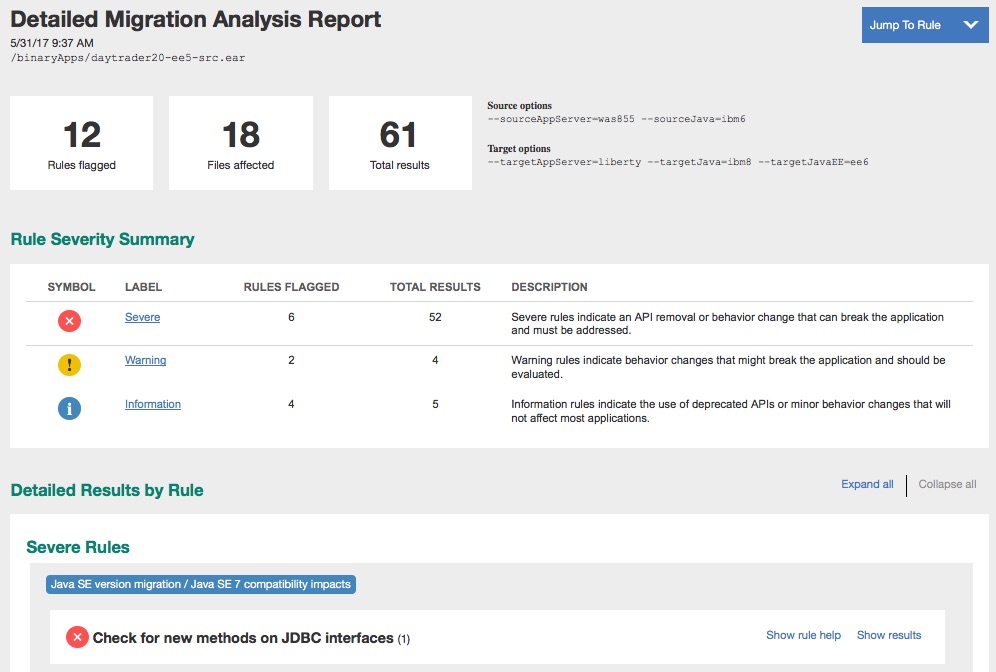 Detailed Migration Analysis Report
Jump To Rule
5/31/17 9:37 AM
/binaryApps/daytrader20-ee5-src.ear
12
Rules flagged
18
Files affected
61
Total results
Source options
--sourceAppServer=was855 --sourceJava=ibm6
Target options
--targetAppServer=liberty --targetJava=ibm8 --targetJavaEE=ee6
Rule Severity Summary
SYMBOL LABEL RULES FLAGGED TOTAL RESULTS DESCRIPTION
Severe 6 52 Severe rules indicate an API removal or behavior change that can break the application
and must be addressed.
Warning 2 4 Warning rules indicate behavior changes that might break the application and should be
evaluated.
Information 4 5 Information rules indicate the use of deprecated APIs or minor behavior changes that will
not affect most applications.
Detailed Results by Rule
Expand all Collapse all
Severe Rules
Java SE version migration / Java SE 7 compatibility impacts
Check for new methods on JDBC interfaces (1)
Show rule help Show results